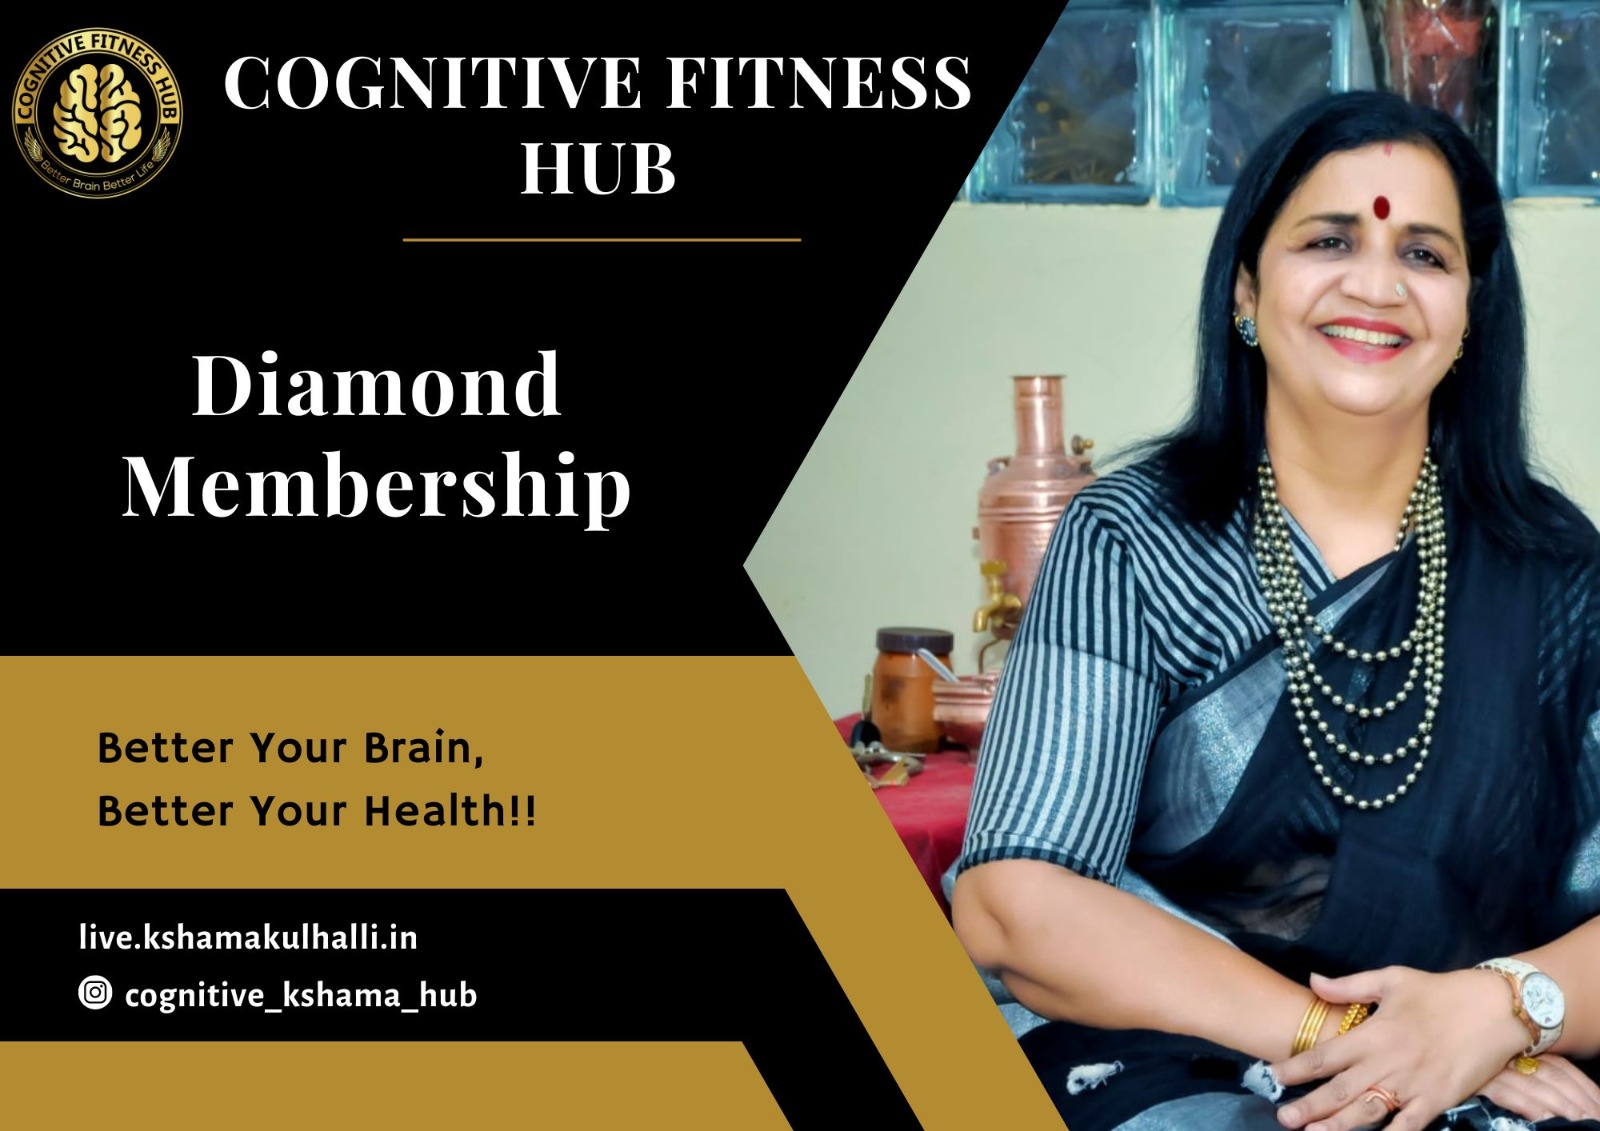 COGNITIVE FITNESS HUB
Better Brain Better Life
COGNITIVE FITNESS
HUB
Diamond
Membership
Better Your Brain,
Better Your Health!!
live.kshamakulhalli.in
cognitive_kshama_hub